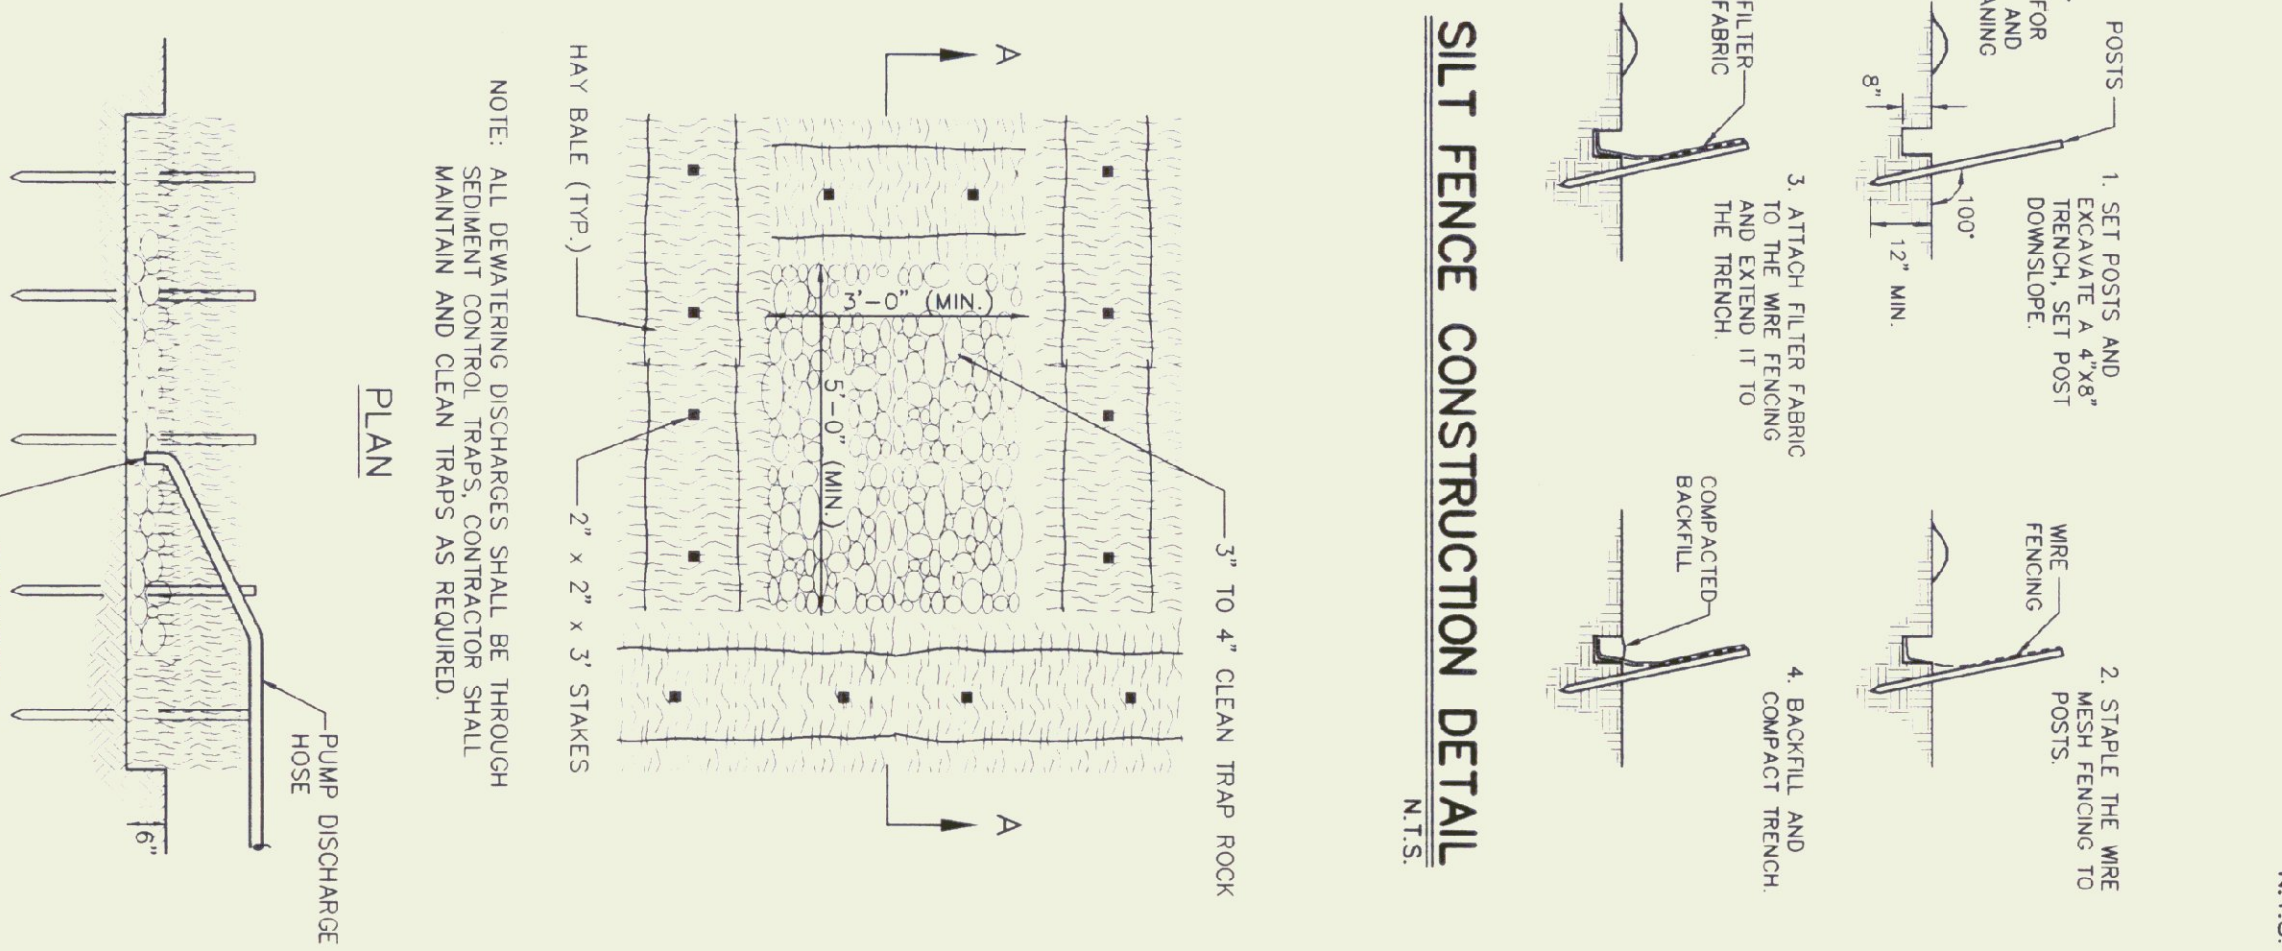 N.T.S.
POSTS
FOR
AND
8"
100°
12" MIN.
1. SET POSTS AND
EXCAVATE A 4"X8"
TRENCH, SET POST
DOWNSLOPE.
WIRE
FENCING
2. STAPLE THE WIRE
MESH FENCING TO
POSTS.
FILTER
FABRIC
3. ATTACH FILTER FABRIC
TO THE WIRE FENCING
AND EXTEND IT TO
THE TRENCH.
COMPACTED
BACKFILL
4. BACKFILL AND
COMPACT TRENCH.
SILT FENCE CONSTRUCTION DETAIL
N.T.S.
3" TO 4" CLEAN TRAP ROCK
A
A
3'-0" (MIN.)
5'-0" (MIN.)
HAY BALE (TYP.)
2" x 2" x 3' STAKES
NOTE: ALL DEWATERING DISCHARGES SHALL BE THROUGH
SEDIMENT CONTROL TRAPS, CONTRACTOR SHALL
MAINTAIN AND CLEAN TRAPS AS REQUIRED.
PLAN
PUMP DISCHARGE
HOSE
6"